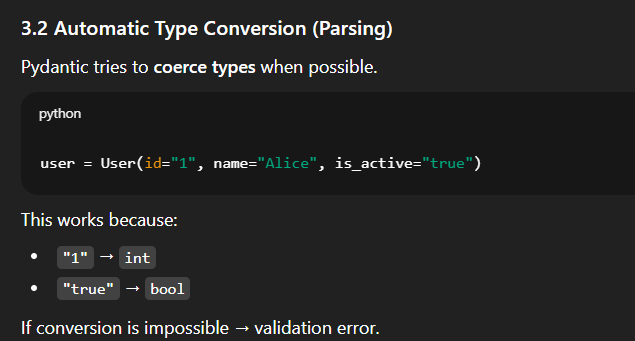 3.2 Automatic Type Conversion (Parsing)
Pydantic tries to coerce types when possible.
python
user = User(id="1", name="Alice", is_active="true")
This works because:
• "1" → int
• "true" → bool
If conversion is impossible → validation error.